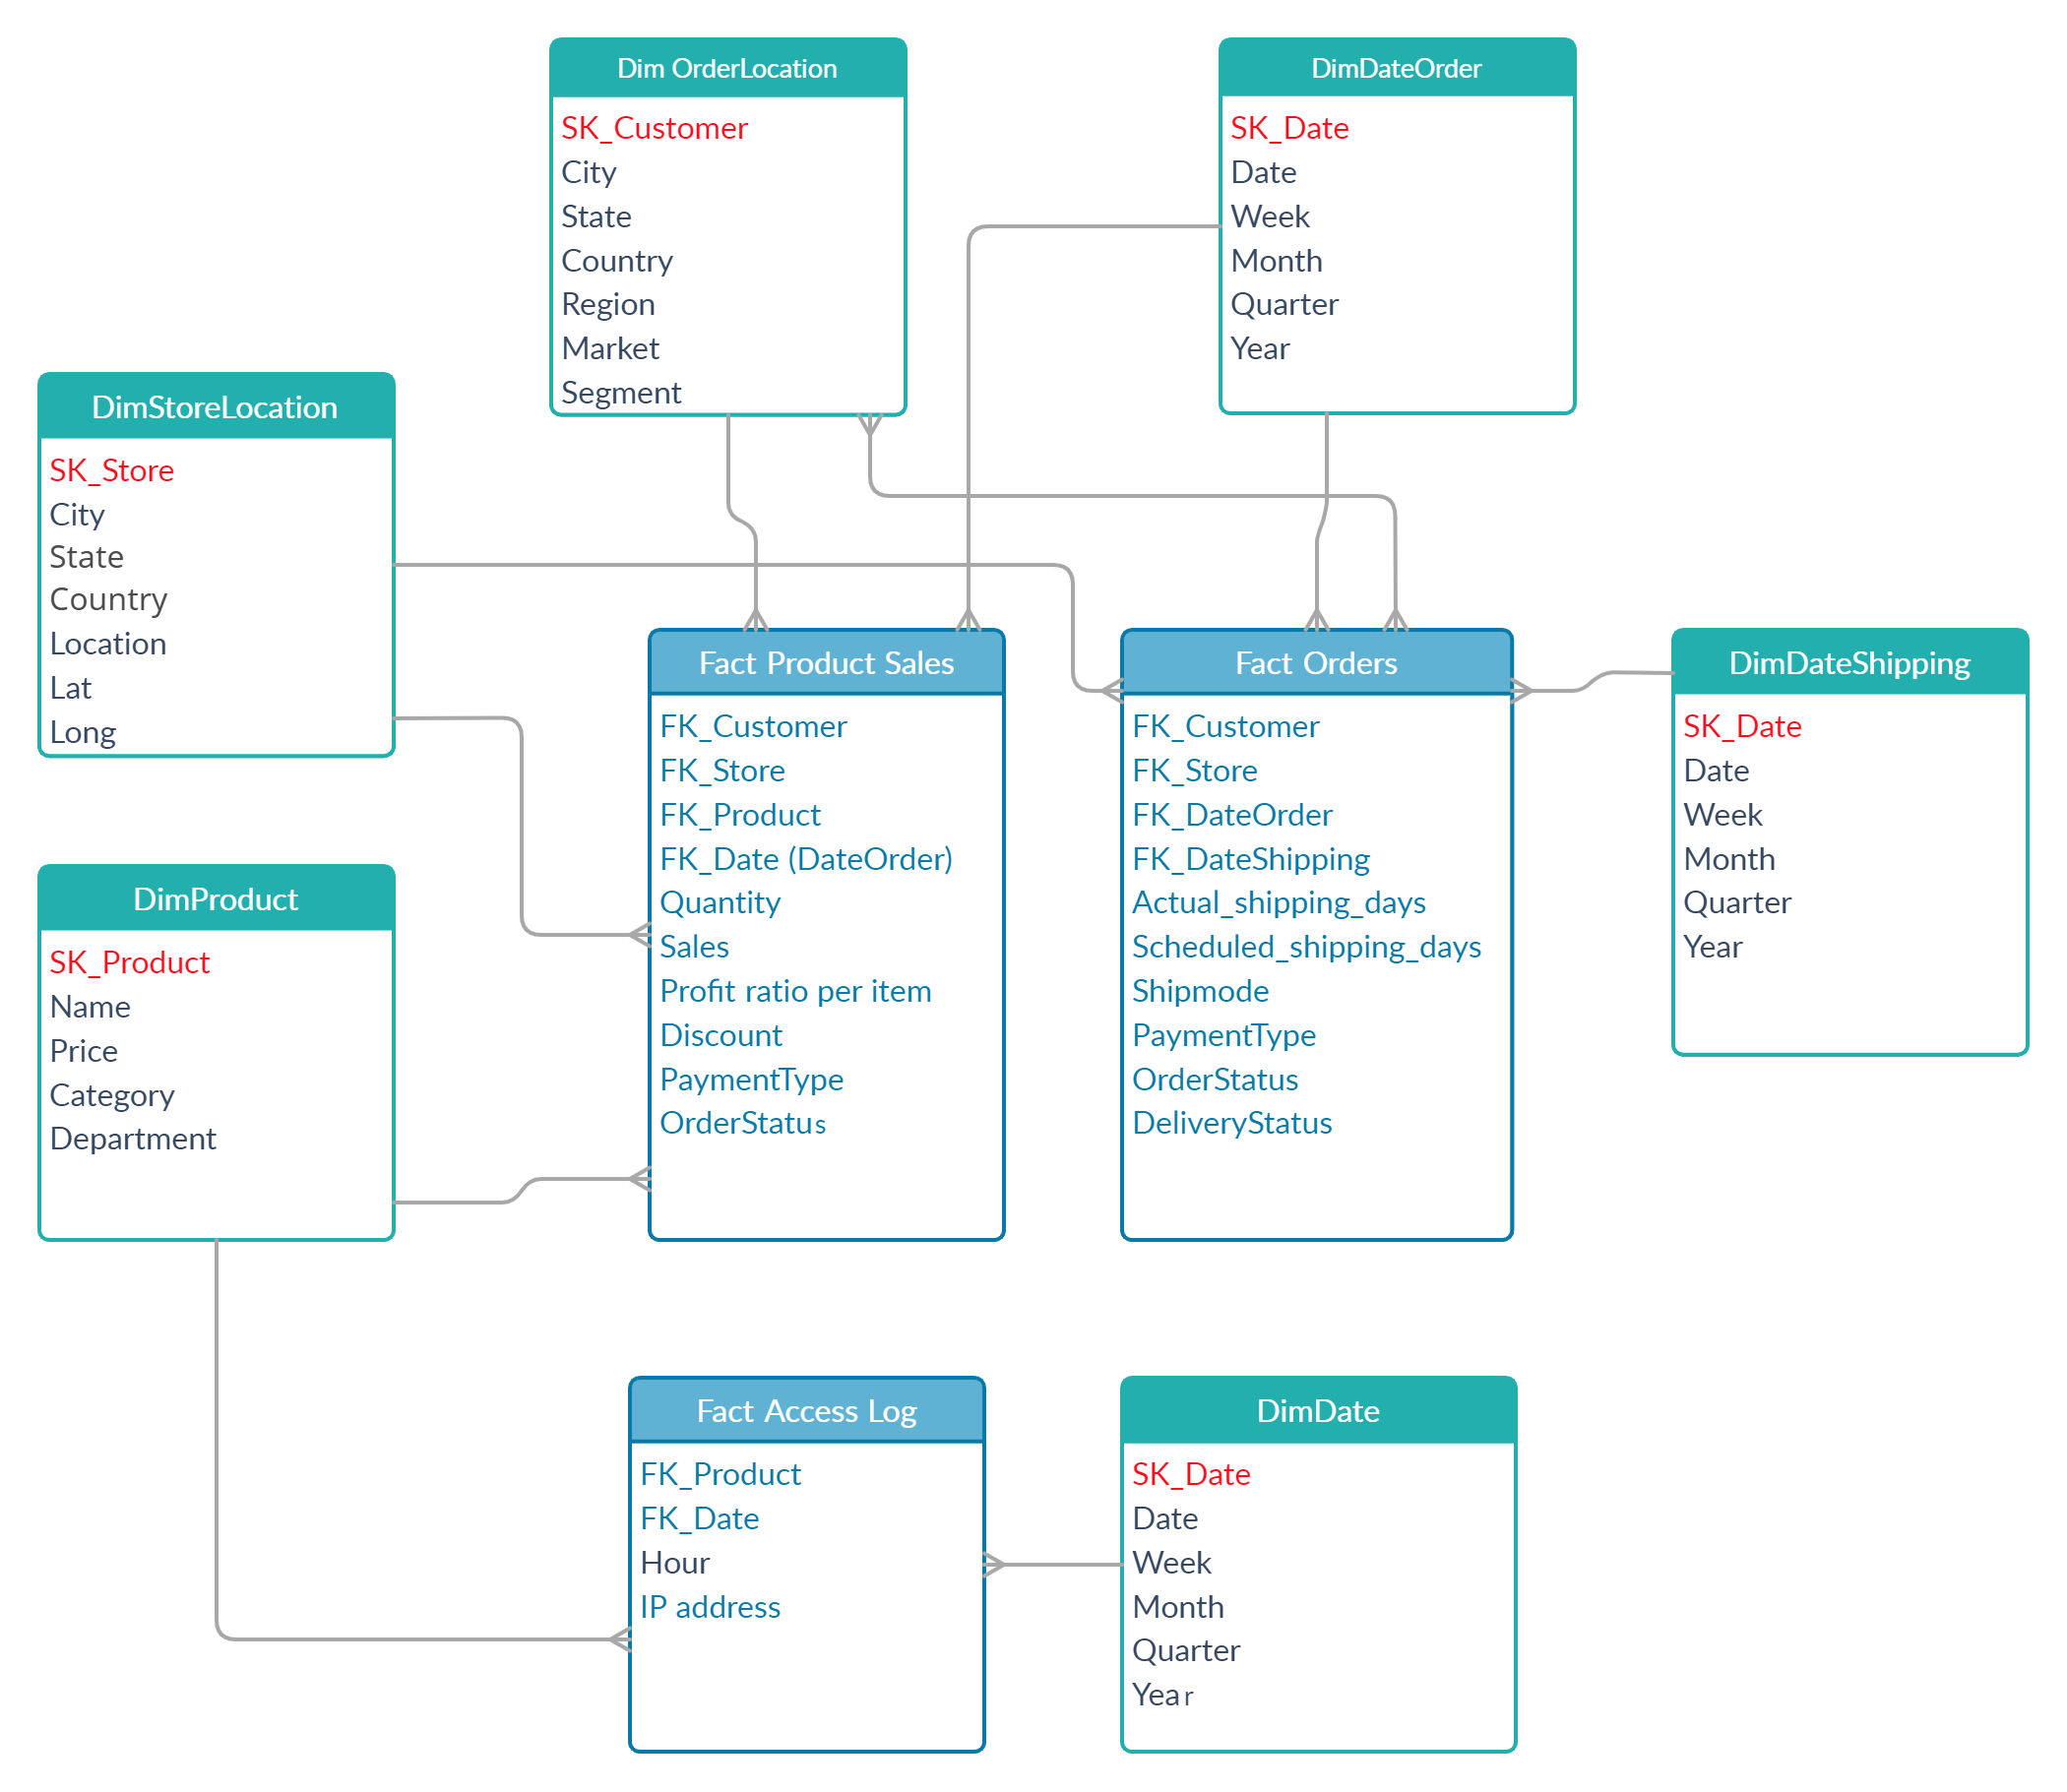 Dim OrderLocation
SK_Customer
City
State
Country
Region
Market
Segment
DimDateOrder
SK_Date
Date
Week
Month
Quarter
Year
DimStoreLocation
SK_Store
City
State
Country
Location
Lat
Long
Fact Product Sales
FK_Customer
FK_Store
FK_Product
FK_Date (DateOrder)
Quantity
Sales
Profit ratio per item
Discount
PaymentType
OrderStatus
Fact Orders
FK_Customer
FK_Store
FK_DateOrder
FK_DateShipping
Actual_shipping_days
Scheduled_shipping_days
Shipmode
PaymentType
OrderStatus
DeliveryStatus
DimDateShipping
SK_Date
Date
Week
Month
Quarter
Year
DimProduct
SK_Product
Name
Price
Category
Department
Fact Access Log
FK_Product
FK_Date
Hour
IP address
DimDate
SK_Date
Date
Week
Month
Quarter
Year